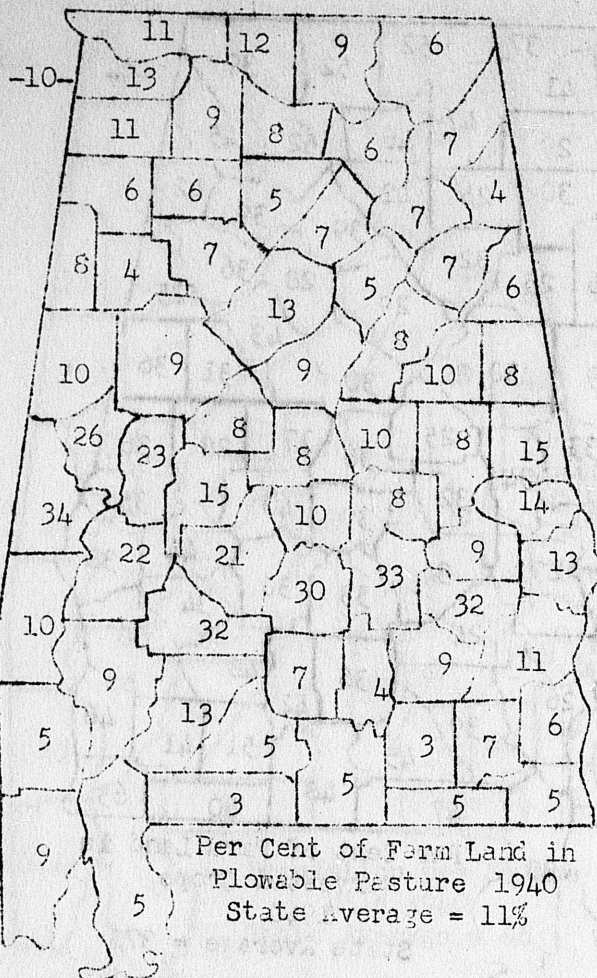 11 12 9 6
-10- 13
11 9 8 6 7
6 6 5 7 7 4
8 4 7 13 5 7 6
10 9 9 8 10 8
26 23 8 8 10 8 15
34 15 10 8 14
22 21 30 33 9 13
10 32 32
9 7 4 9 11
5 13 5 5 3 7 6
3 5 5
9 5
Per Cent of Farm Land in
Plowable Pasture 1940
State Average = 11%